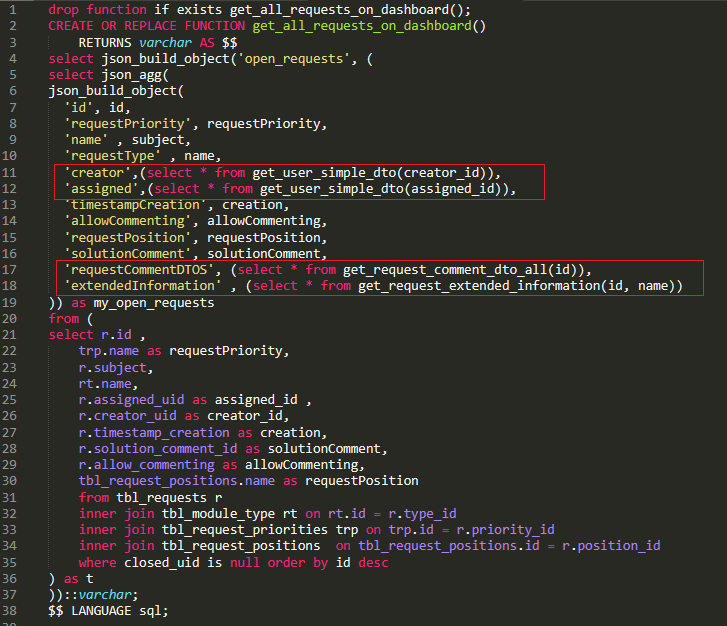 1 drop function if exists get_all_requests_on_dashboard();
2 CREATE OR REPLACE FUNCTION get_all_requests_on_dashboard()
3     RETURNS varchar AS $$
4 select json_build_object('open_requests', (
5 select json_agg(
6 json_build_object(
7   'id', id,
8   'requestPriority', requestPriority,
9   'name' , subject,
10   'requestType' , name,
11   'creator',(select * from get_user_simple_dto(creator_id)),
12   'assigned',(select * from get_user_simple_dto(assigned_id)),
13   'timestampCreation', creation,
14   'allowCommenting', allowCommenting,
15   'requestPosition', requestPosition,
16   'solutionComment', solutionComment,
17   'requestCommentDTOS', (select * from get_request_comment_dto_all(id)),
18   'extendedInformation' , (select * from get_request_extended_information(id, name))
19 )) as my_open_requests
20 from (
21 select r.id ,
22     trp.name as requestPriority,
23     r.subject,
24     rt.name,
25     r.assigned_uid as assigned_id ,
26     r.creator_uid as creator_id,
27     r.timestamp_creation as creation,
28     r.solution_comment_id as solutionComment,
29     r.allow_commenting as allowCommenting,
30     tbl_request_positions.name as requestPosition
31     from tbl_requests r
32     inner join tbl_module_type rt on rt.id = r.type_id
33     inner join tbl_request_priorities trp on trp.id = r.priority_id
34     inner join tbl_request_positions  on tbl_request_positions.id = r.position_id
35     where closed_uid is null order by id desc
36 ) as t
37 ))::varchar;
38 $$ LANGUAGE sql;